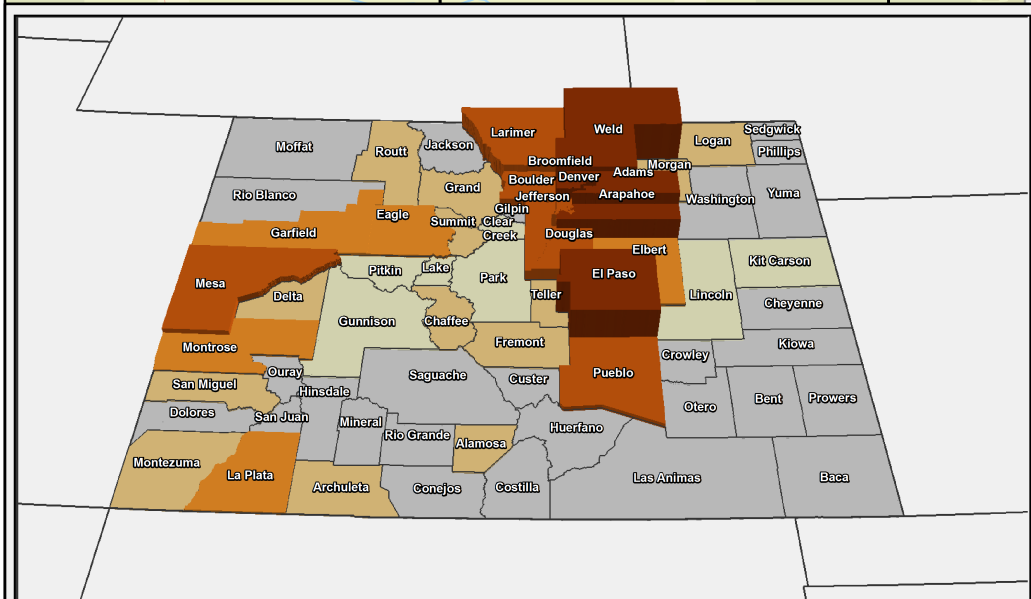 Sedgwick
Larimer
Weld
Logan
Moffat
Routt
Jackson
Phillips
Broomfield
Morgan
Adams
Boulder
Denver
Grand
Rio Blanco
Jefferson
Arapahoe
Washington
Yuma
Gilpin
Eagle
Summit
Clear
Creek
Garfield
Douglas
Elbert
Kit Carson
Pitkin
Lake
Park
El Paso
Mesa
Delta
Teller
Lincoln
Cheyenne
Gunnison
Chaffee
Fremont
Kiowa
Montrose
Crowley
Ouray
Pueblo
Saguache
Custer
San Miguel
Hinsdale
Bent
Prowers
Otero
Dolores
San Juan
Mineral
Huerfano
Rio Grande
Alamosa
Montezuma
La Plata
Las Animas
Baca
Archuleta
Conejos
Costilla